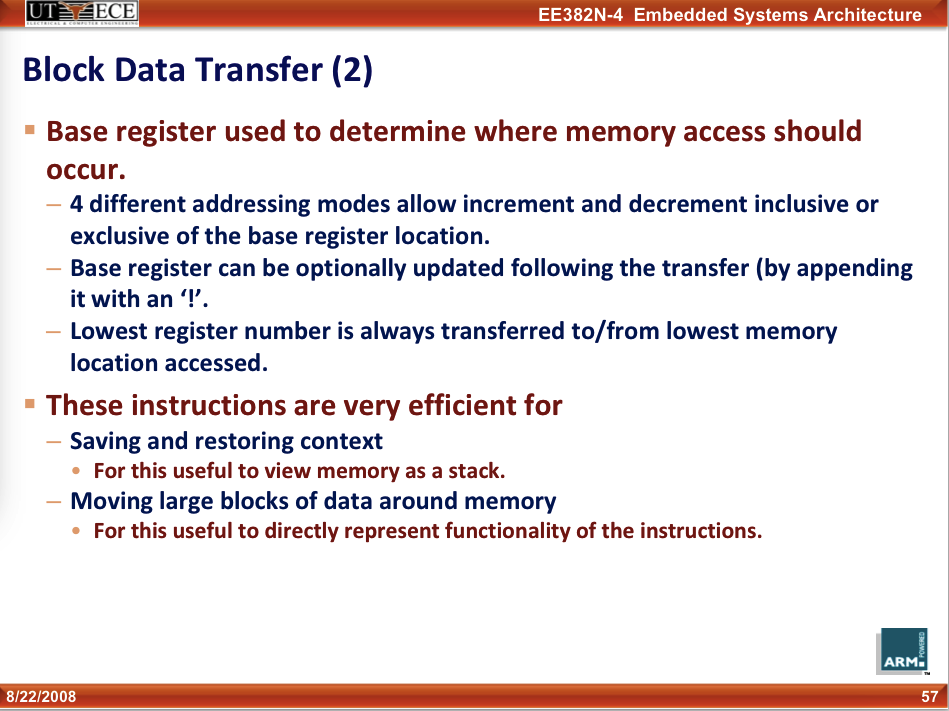 UT ECE
ELECTRICAL & COMPUTER ENGINEERING
EE382N-4 Embedded Systems Architecture
Block Data Transfer (2)
Base register used to determine where memory access should
occur.
– 4 different addressing modes allow increment and decrement inclusive or
exclusive of the base register location.
– Base register can be optionally updated following the transfer (by appending
it with an ‘!’.
– Lowest register number is always transferred to/from lowest memory
location accessed.
These instructions are very efficient for
– Saving and restoring context
• For this useful to view memory as a stack.
– Moving large blocks of data around memory
• For this useful to directly represent functionality of the instructions.
ARM POWERED ™
8/22/2008
57